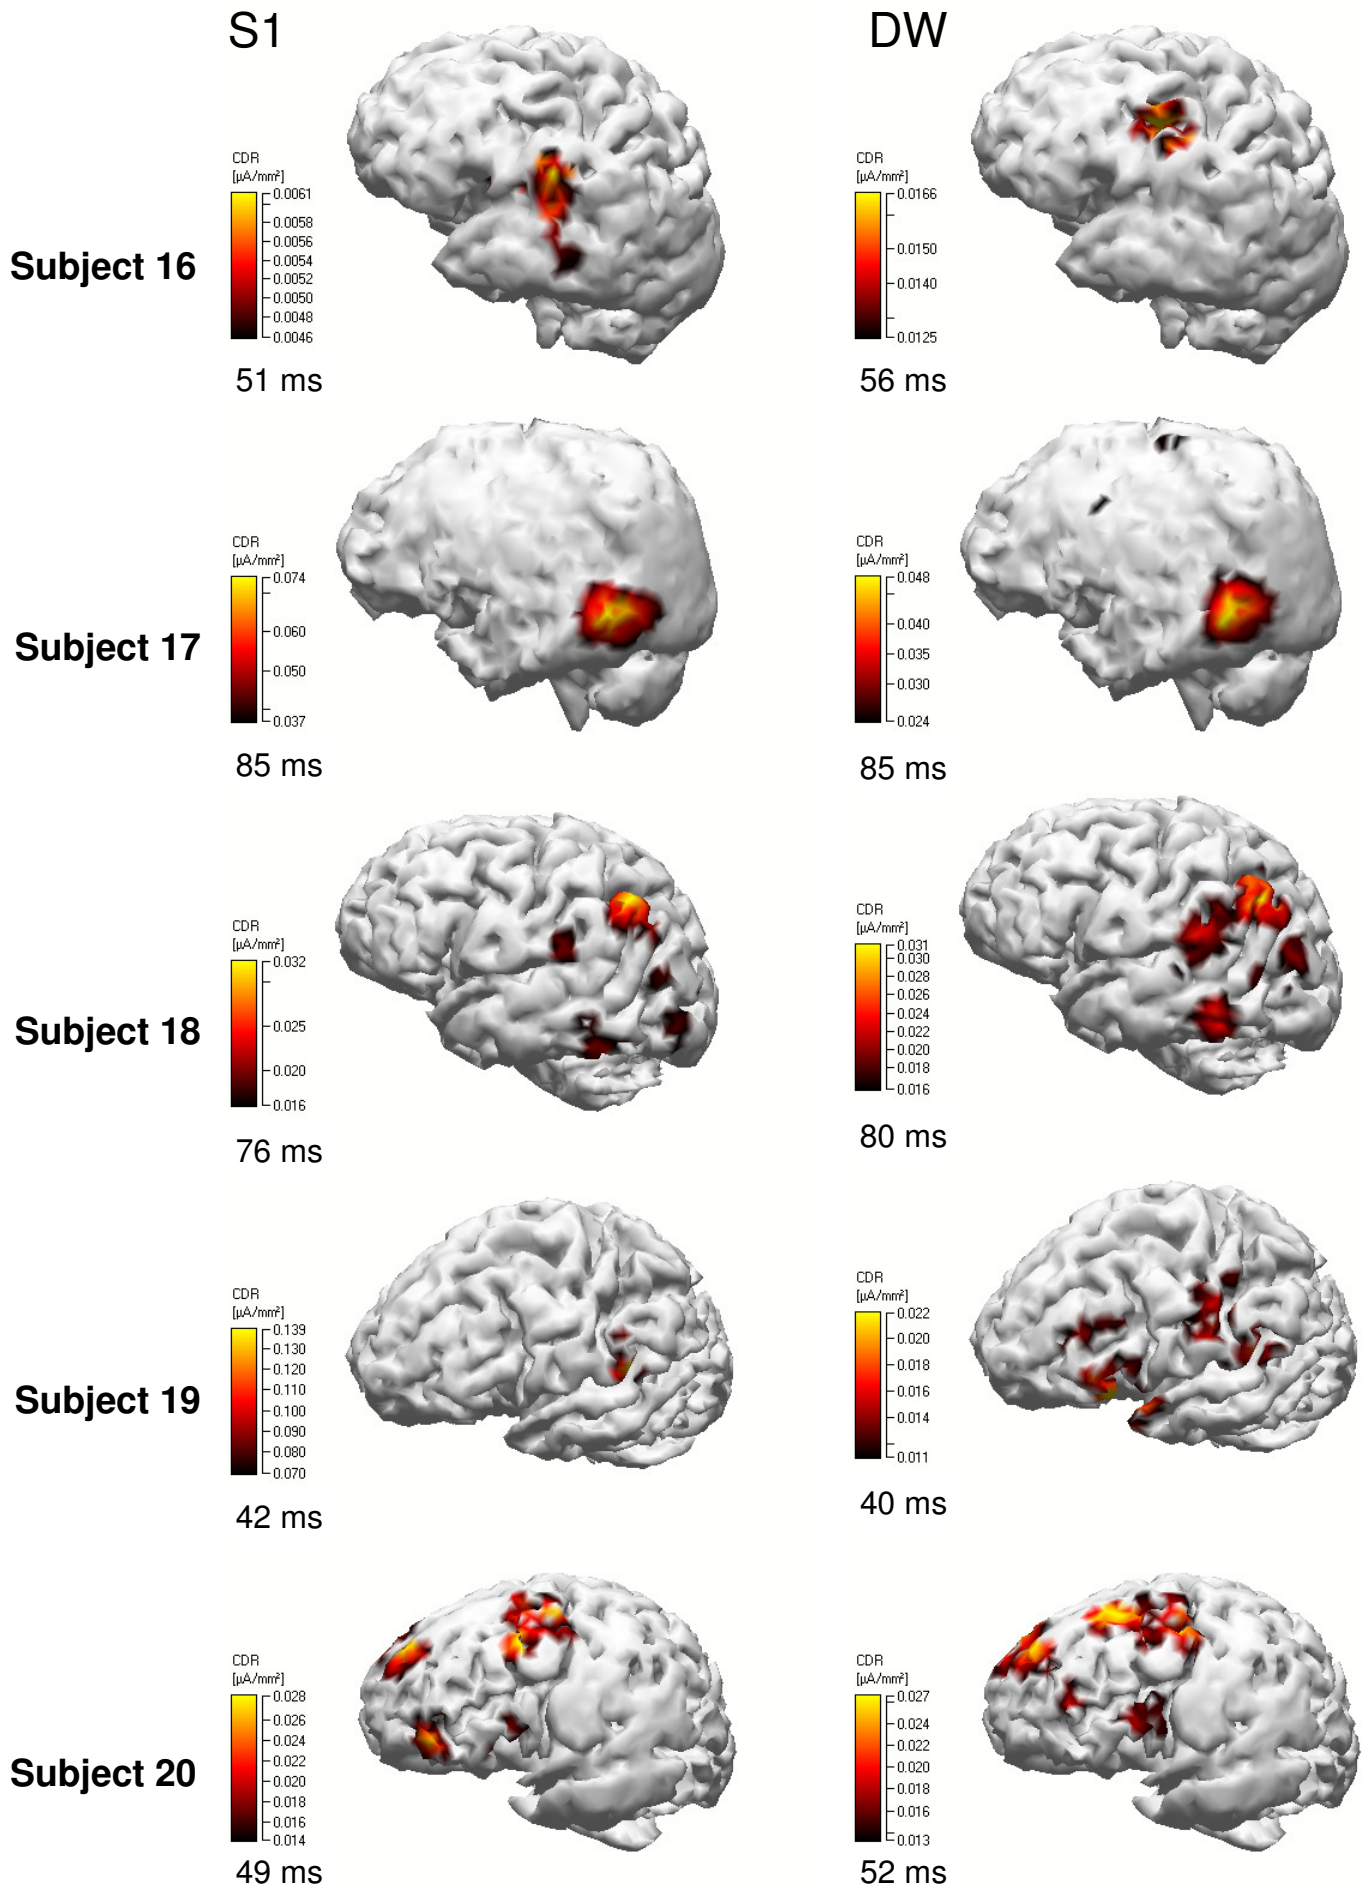 S1 DW
CDR
[µA/mm²]
0.0061
0.0058
0.0056
0.0054
0.0052
0.0050
0.0048
0.0046
CDR
[µA/mm²]
0.0166
0.0150
0.0140
0.0125
Subject 16
51 ms
56 ms
CDR
[µA/mm²]
0.074
0.060
0.050
0.037
CDR
[µA/mm²]
0.048
0.040
0.035
0.030
0.024
Subject 17
85 ms
85 ms
CDR
[µA/mm²]
0.032
0.025
0.020
0.016
CDR
[µA/mm²]
0.031
0.030
0.028
0.026
0.024
0.022
0.020
0.018
0.016
Subject 18
76 ms
80 ms
CDR
[µA/mm²]
0.139
0.130
0.120
0.110
0.100
0.090
0.080
0.070
CDR
[µA/mm²]
0.022
0.020
0.018
0.016
0.014
0.011
Subject 19
42 ms
40 ms
CDR
[µA/mm²]
0.028
0.026
0.024
0.022
0.020
0.018
0.016
0.014
CDR
[µA/mm²]
0.027
0.024
0.022
0.020
0.018
0.016
0.013
Subject 20
49 ms
52 ms